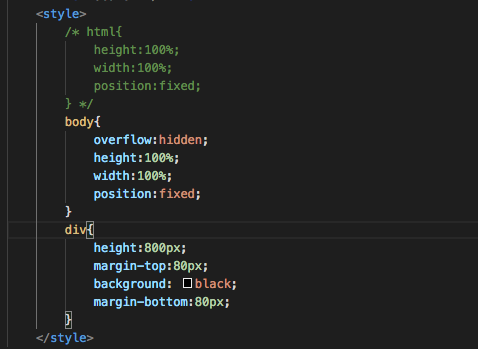 <style>
/* html{
height:100%;
width:100%;
position:fixed;
} */
body{
overflow:hidden;
height:100%;
width:100%;
position:fixed;
}
div{
height:800px;
margin-top:80px;
background: black;
margin-bottom:80px;
}
</style>